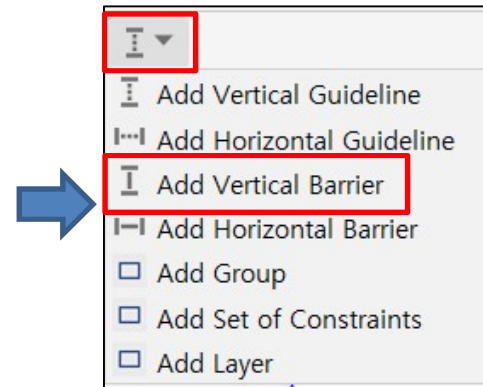 Add Vertical Guideline
Add Horizontal Guideline
Add Vertical Barrier
Add Horizontal Barrier
Add Group
Add Set of Constraints
Add Layer